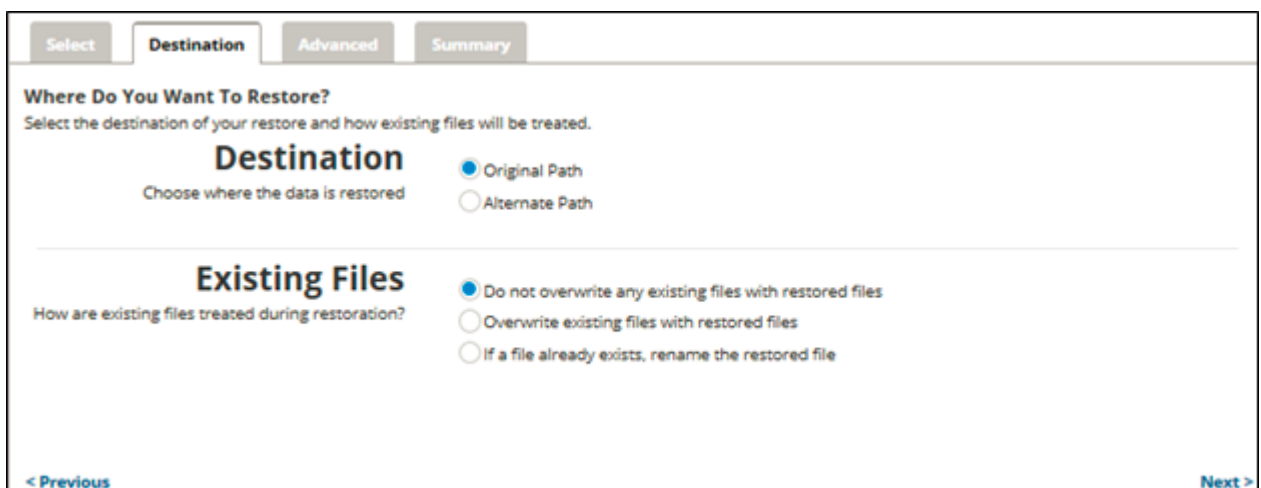 Select Destination Advanced Summary
Where Do You Want To Restore?
Select the destination of your restore and how existing files will be treated.
Destination
Choose where the data is restored
Original Path
Alternate Path
Existing Files
How are existing files treated during restoration?
Do not overwrite any existing files with restored files
Overwrite existing files with restored files
If a file already exists, rename the restored file
< Previous Next >